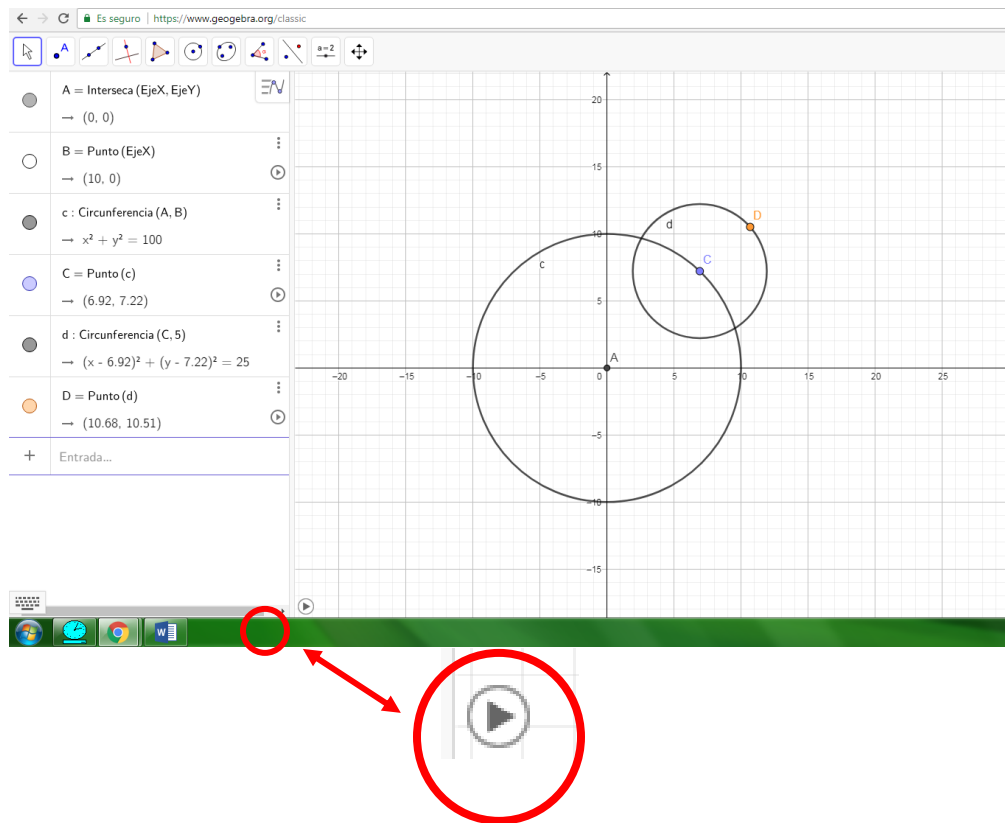 Es seguro | https://www.geogebra.org/classic
A
a=2
A = Interseca (EjeX, EjeY)
→ (0, 0)
B = Punto (EjeX)
→ (10, 0)
c : Circunferencia (A, B)
→ x² + y² = 100
C = Punto (c)
→ (6.92, 7.22)
d : Circunferencia (C, 5)
→ (x - 6.92)² + (y - 7.22)² = 25
D = Punto (d)
→ (10.68, 10.51)
+ Entrada...
20
15
D
d
10
c
C
5
A
−20 −15 −10 −5 0 5 10 15 20 25
−5
−10
−15
W